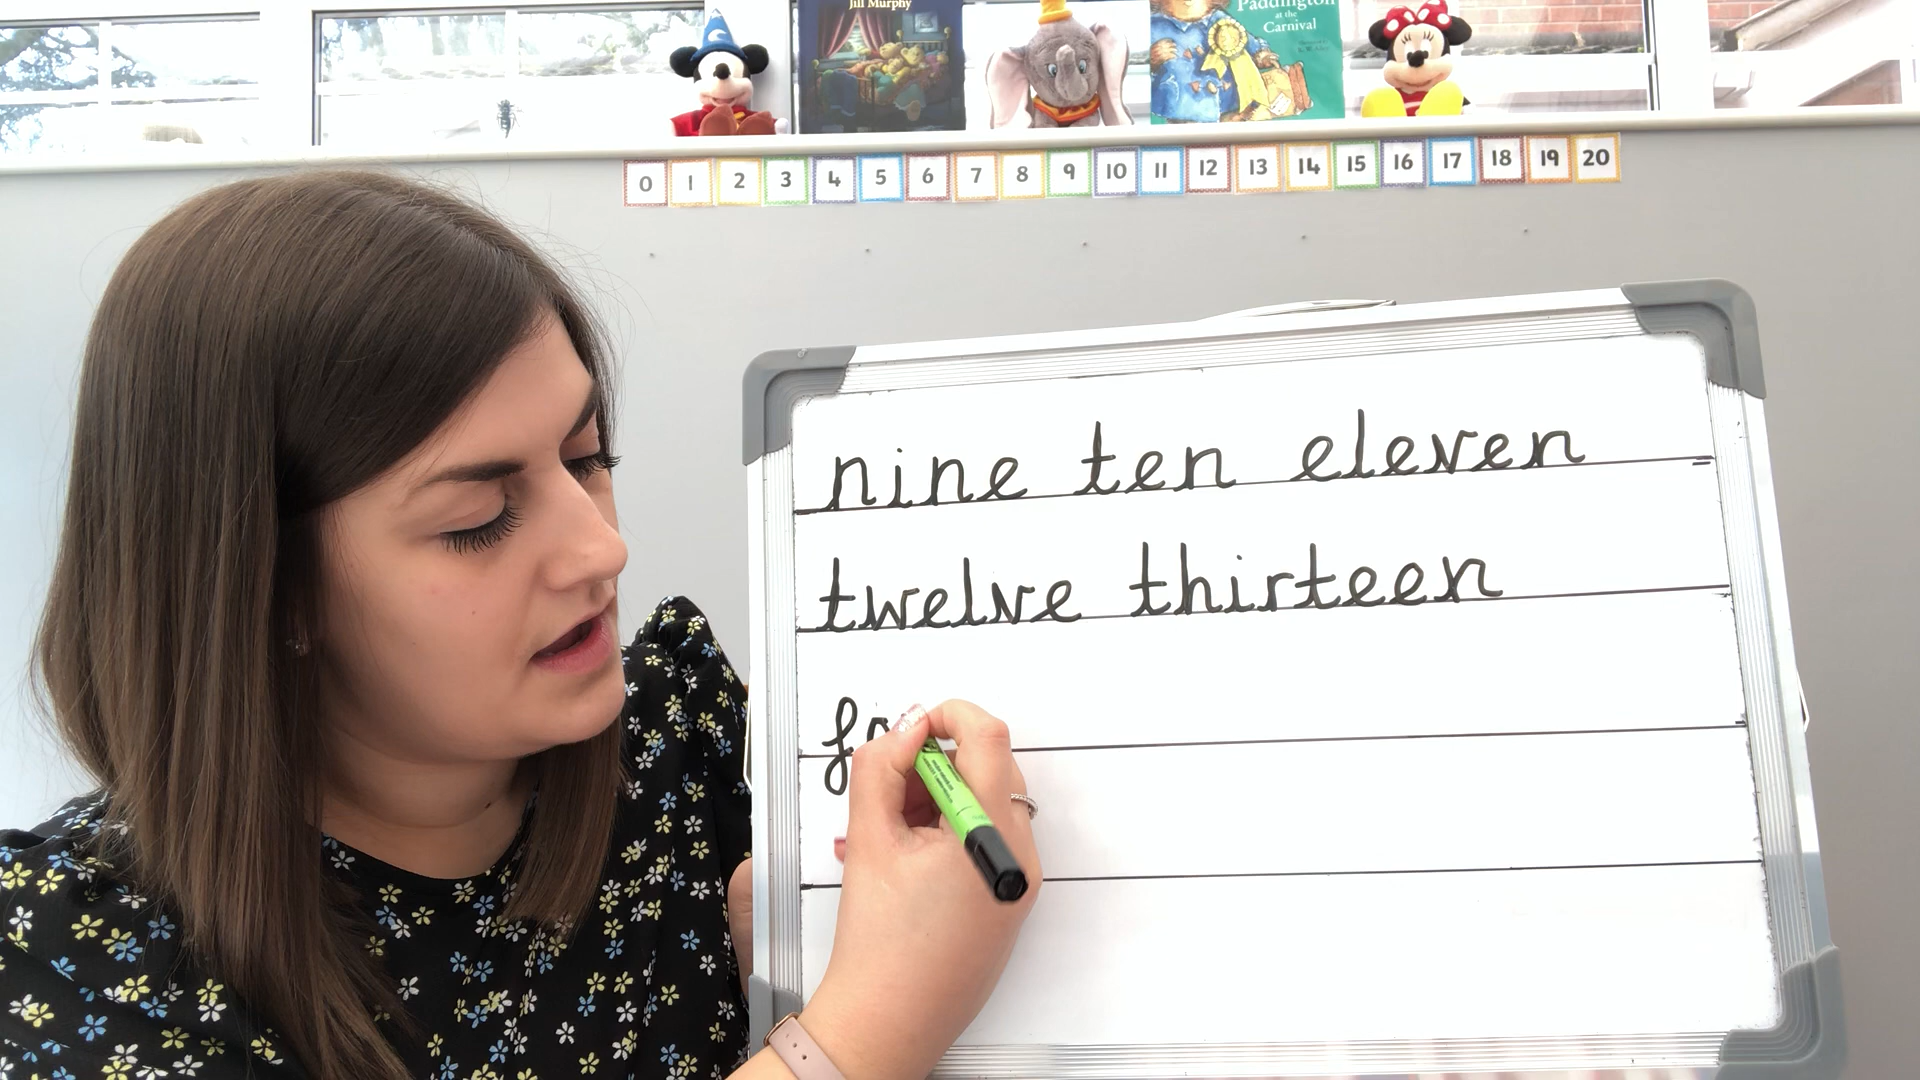 Jill Murphy
Paddington
at the
Carnival
0 1 2 3 4 5 6 7 8 9 10 11 12 13 14 15 16 17 18 19 20
nine ten eleven
twelve thirteen
fo